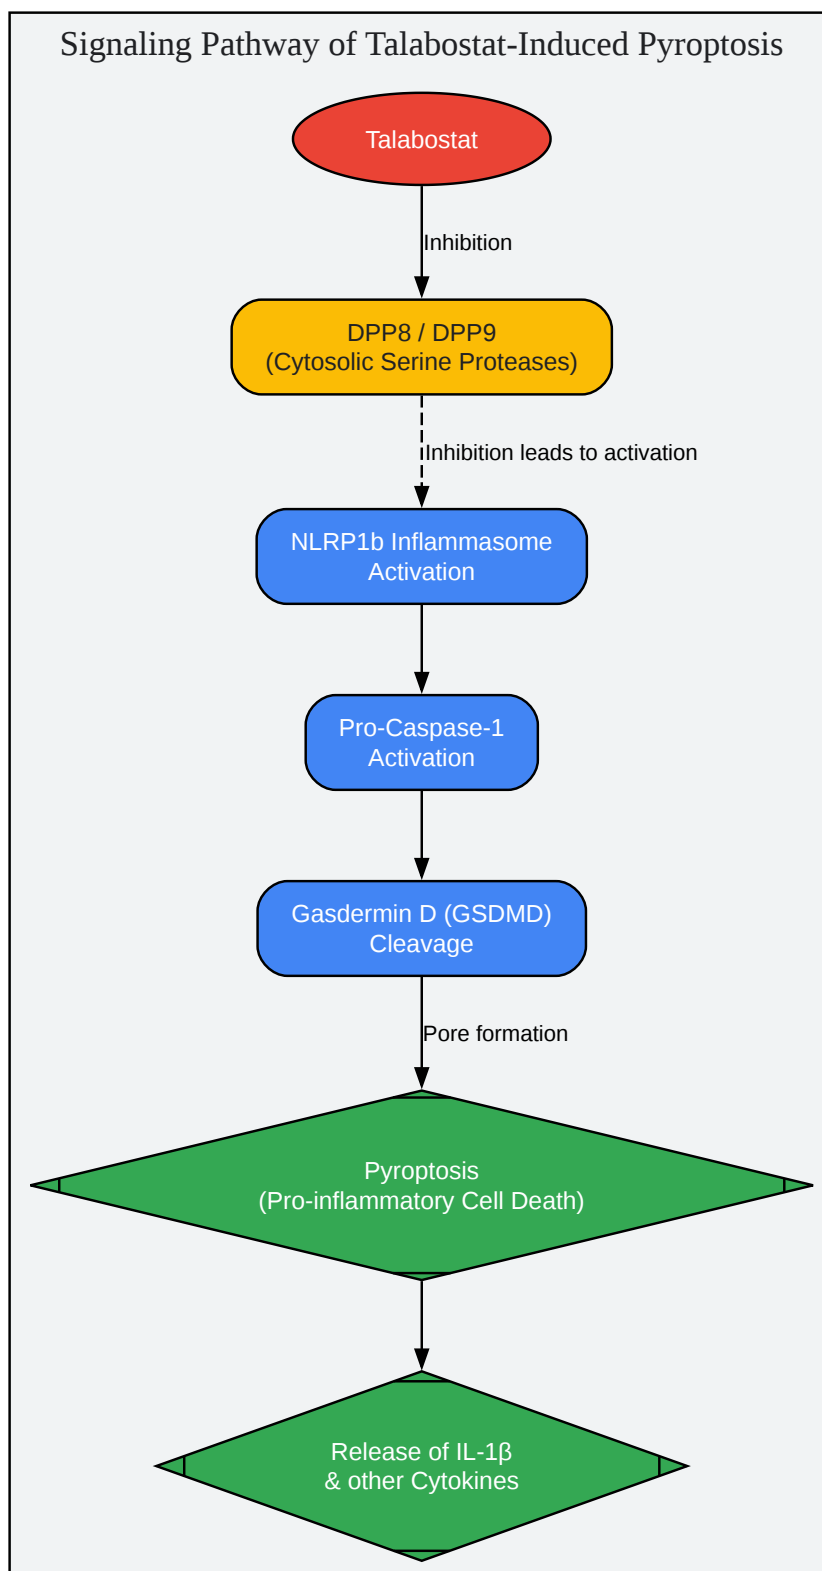 Signaling Pathway of Talabostat-Induced Pyroptosis
Talabostat
Inhibition
DPP8 / DPP9
(Cytosolic Serine Proteases)
Inhibition leads to activation
NLRP1b Inflammasome
Activation
Pro-Caspase-1
Activation
Gasdermin D (GSDMD)
Cleavage
Pore formation
Pyroptosis
(Pro-inflammatory Cell Death)
Release of IL-1β
& other Cytokines